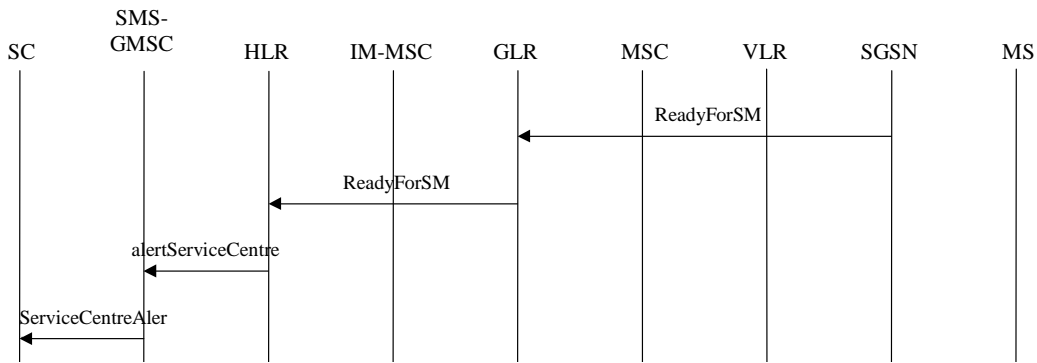 SMS-
GMSC
SC
HLR
IM-MSC
GLR
MSC
VLR
SGSN
MS
ReadyForSM
ReadyForSM
alertServiceCentre
ServiceCentreAler